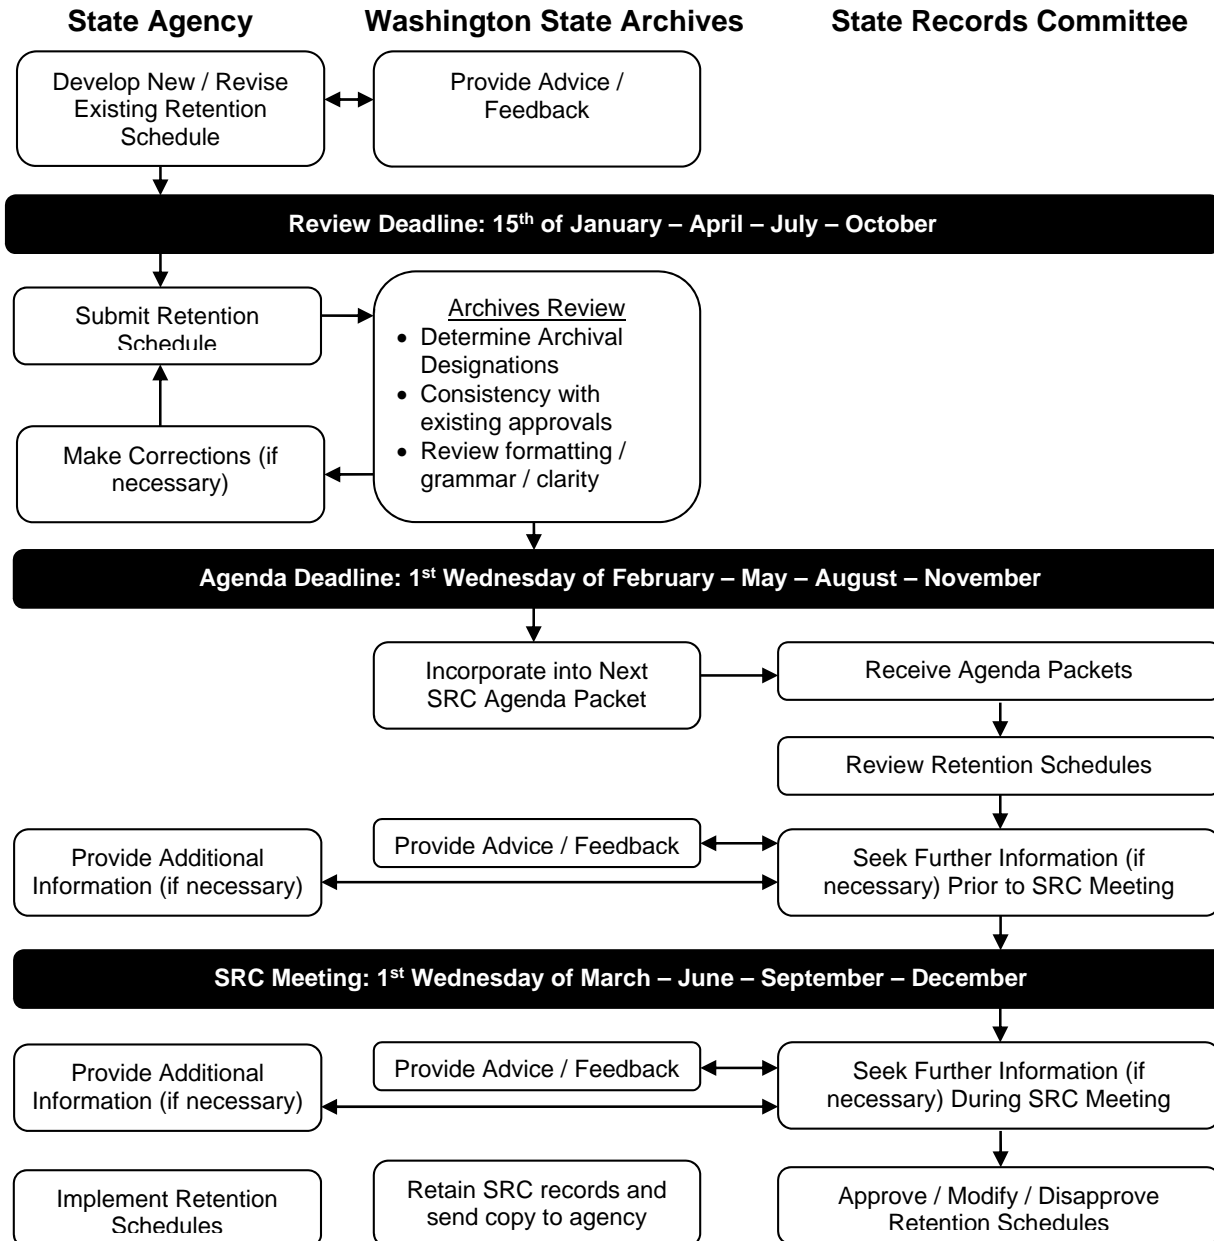 State Agency
Washington State Archives
State Records Committee
Develop New / Revise
Existing Retention
Schedule
Provide Advice /
Feedback
Review Deadline: 15th of January – April – July – October
Submit Retention
Schedule
Archives Review
• Determine Archival
Designations
• Consistency with
existing approvals
• Review formatting /
grammar / clarity
Make Corrections (if
necessary)
Agenda Deadline: 1st Wednesday of February – May – August – November
Incorporate into Next
SRC Agenda Packet
Receive Agenda Packets
Review Retention Schedules
Provide Additional
Information (if necessary)
Provide Advice / Feedback
Seek Further Information (if
necessary) Prior to SRC Meeting
SRC Meeting: 1st Wednesday of March – June – September – December
Provide Additional
Information (if necessary)
Provide Advice / Feedback
Seek Further Information (if
necessary) During SRC Meeting
Implement Retention
Schedules
Retain SRC records and
send copy to agency
Approve / Modify / Disapprove
Retention Schedules